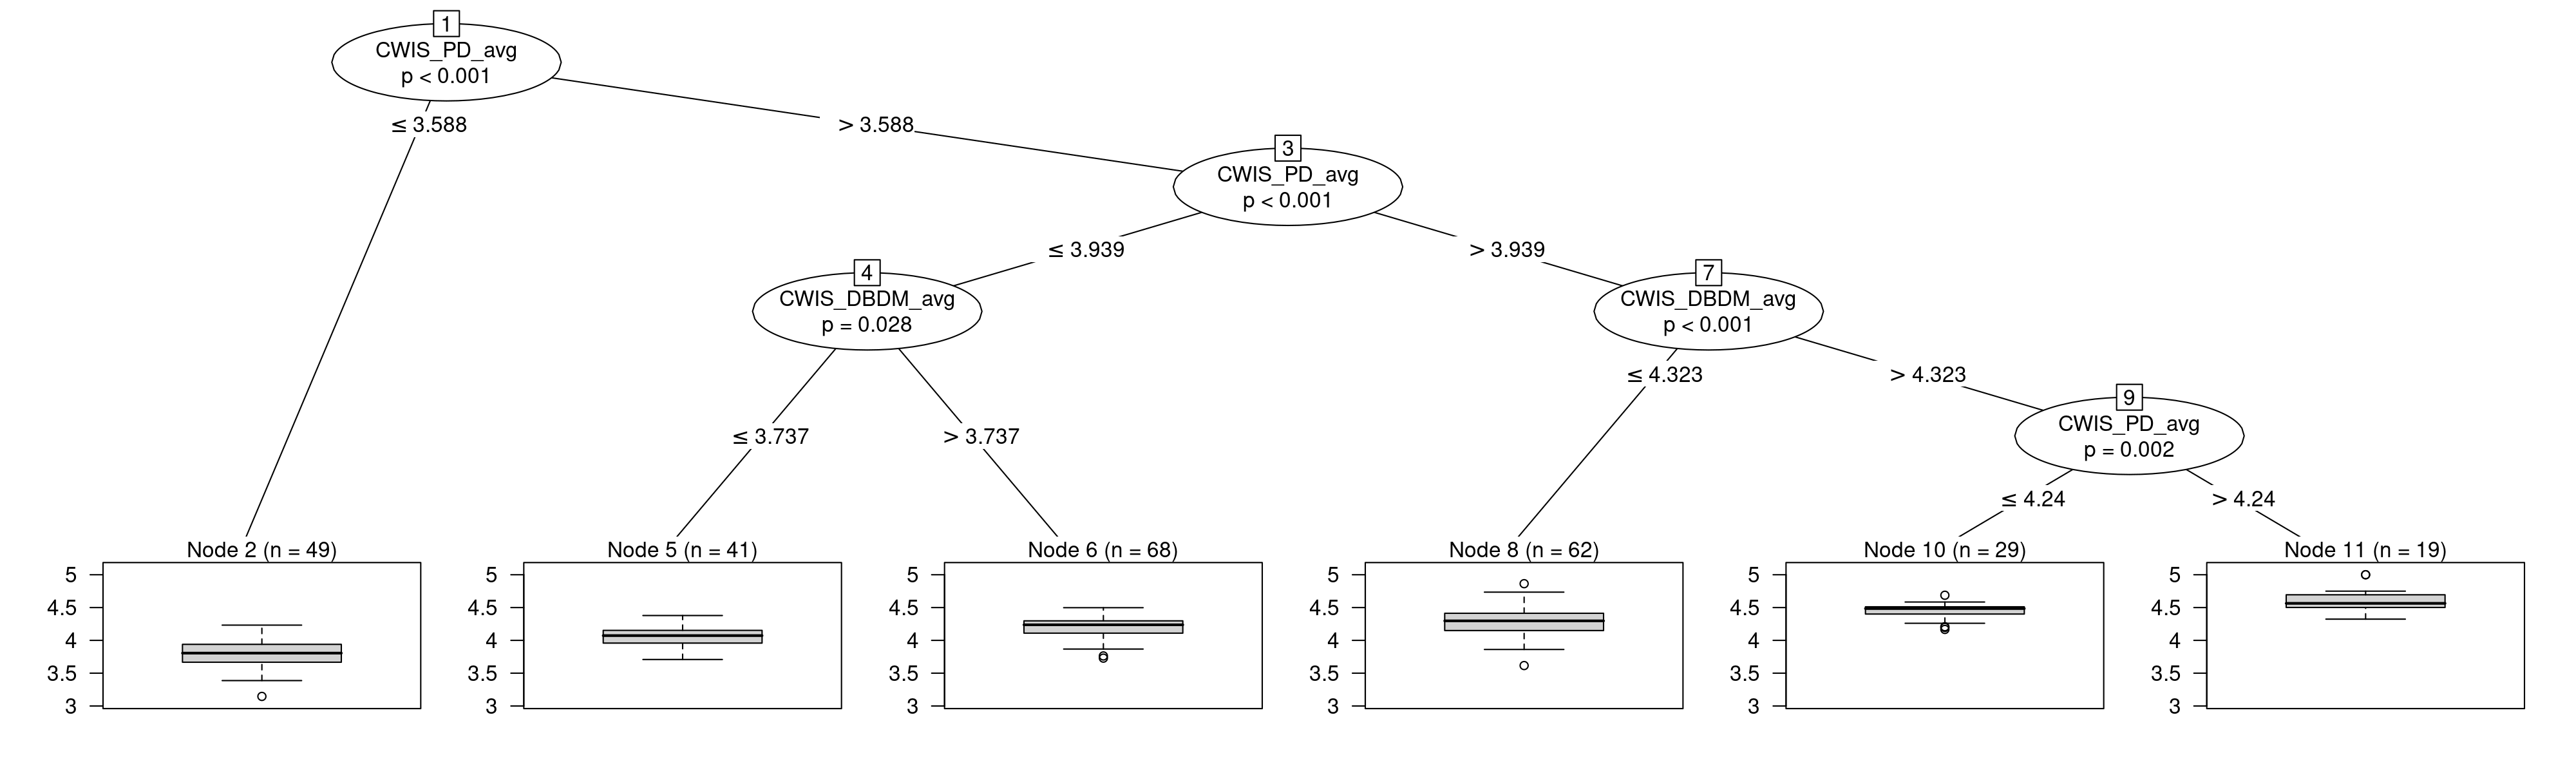 1
CWIS_PD_avg
p < 0.001
≤ 3.588
> 3.588
3
CWIS_PD_avg
p < 0.001
≤ 3.939
> 3.939
4
CWIS_DBDM_avg
p = 0.028
7
CWIS_DBDM_avg
p < 0.001
≤ 3.737
> 3.737
≤ 4.323
> 4.323
9
CWIS_PD_avg
p = 0.002
≤ 4.24
> 4.24
Node 2 (n = 49)
5
4.5
4
3.5
3
Node 5 (n = 41)
5
4.5
4
3.5
3
Node 6 (n = 68)
5
4.5
4
3.5
3
Node 8 (n = 62)
5
4.5
4
3.5
3
Node 10 (n = 29)
5
4.5
4
3.5
3
Node 11 (n = 19)
5
4.5
4
3.5
3